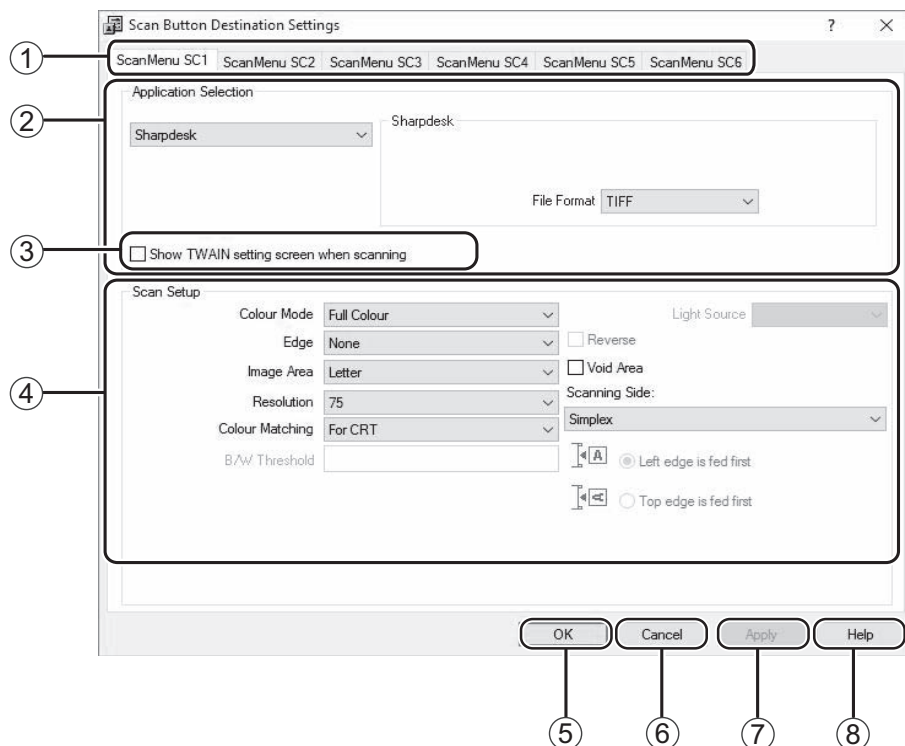 Scan Button Destination Settings
?
① ScanMenu SC1 ScanMenu SC2 ScanMenu SC3 ScanMenu SC4 ScanMenu SC5 ScanMenu SC6
Application Selection
②
Sharpdesk
Sharpdesk
File Format TIFF
③ Show TWAIN setting screen when scanning
④
Scan Setup
Colour Mode Full Colour
Edge None
Image Area Letter
Resolution 75
Colour Matching For CRT
B/W Threshold
Light Source
Reverse
Void Area
Scanning Side:
Simplex
A Left edge is fed first
A Top edge is fed first
OK Cancel Apply Help
⑤ ⑥ ⑦ ⑧